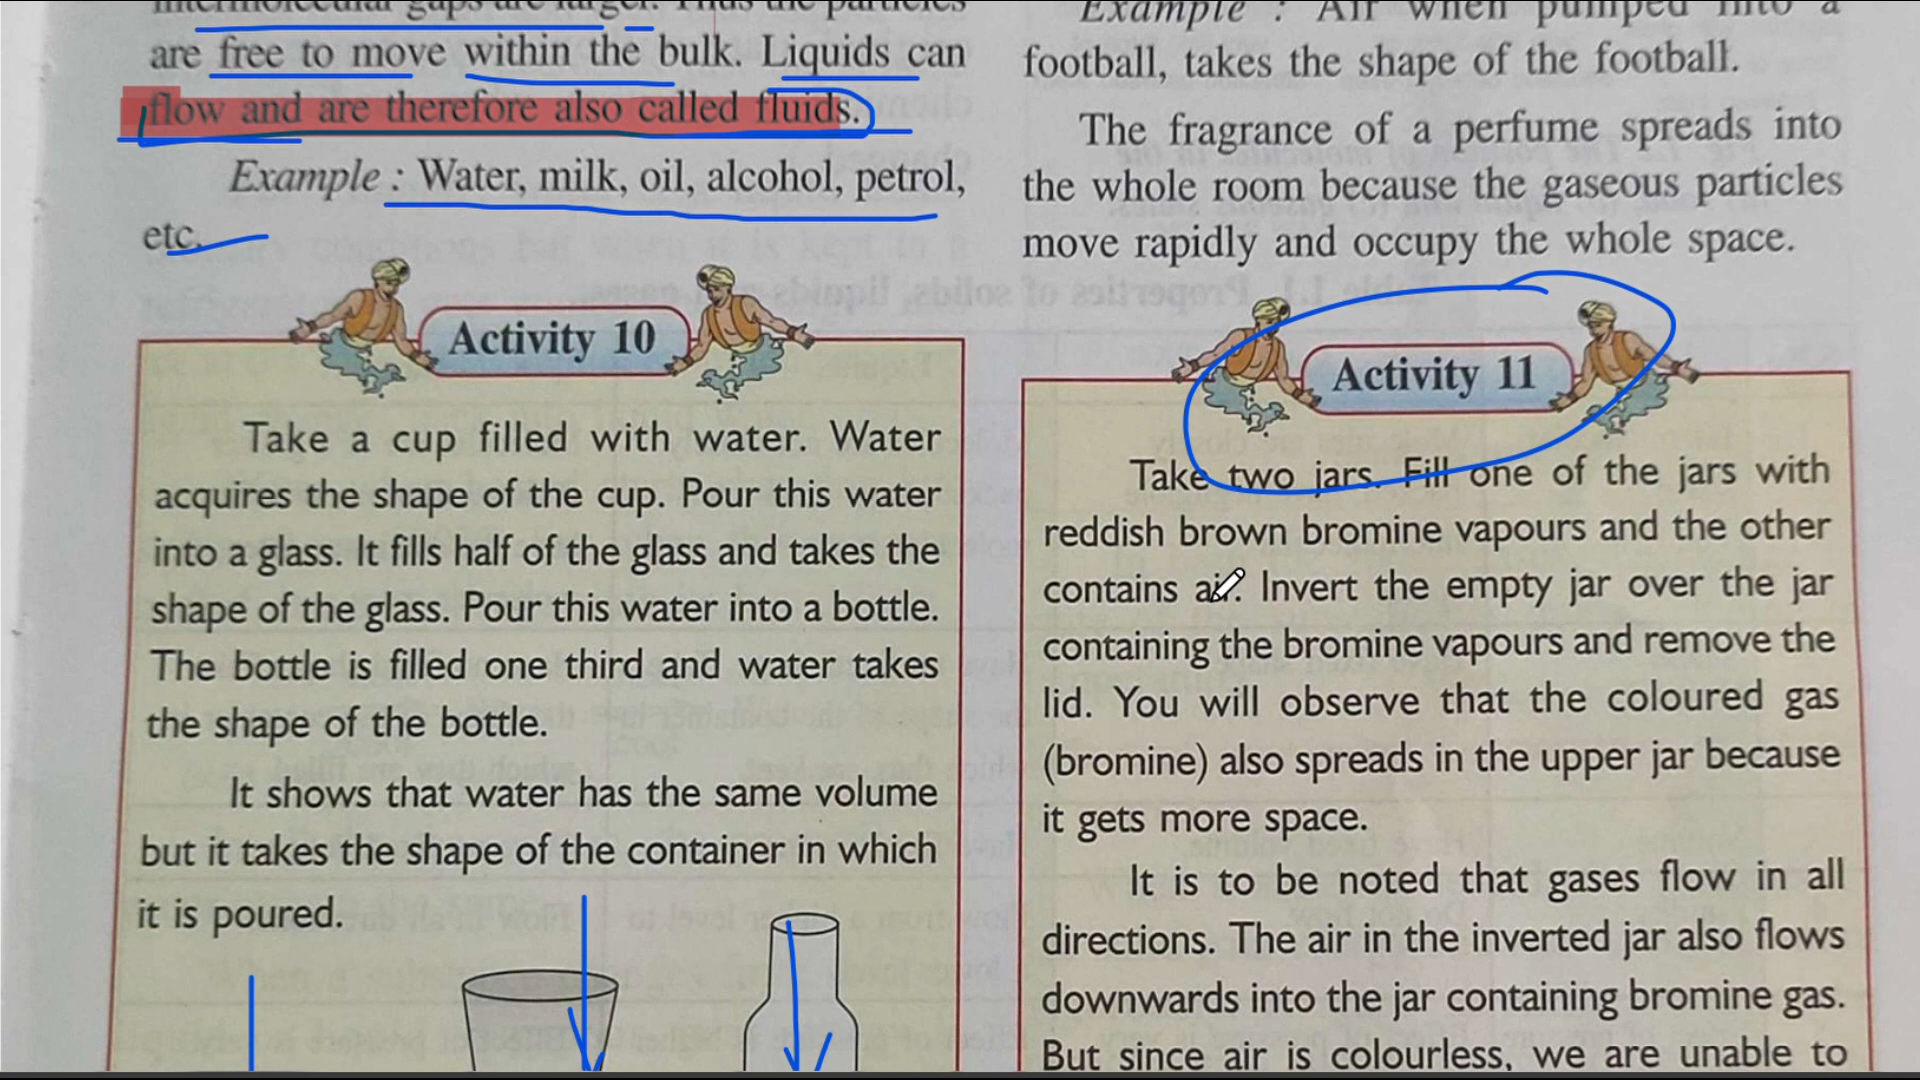 intermolecular gaps are larger. Thus the particles
are free to move within the bulk. Liquids can
flow and are therefore also called fluids.
Example : Water, milk, oil, alcohol, petrol,
etc.
Activity 10
Take a cup filled with water. Water
acquires the shape of the cup. Pour this water
into a glass. It fills half of the glass and takes the
shape of the glass. Pour this water into a bottle.
The bottle is filled one third and water takes
the shape of the bottle.
It shows that water has the same volume
but it takes the shape of the container in which
it is poured.
Example : Air when pumped into a
football, takes the shape of the football.
The fragrance of a perfume spreads into
the whole room because the gaseous particles
move rapidly and occupy the whole space.
Activity 11
Take two jars. Fill one of the jars with
reddish brown bromine vapours and the other
contains air. Invert the empty jar over the jar
containing the bromine vapours and remove the
lid. You will observe that the coloured gas
(bromine) also spreads in the upper jar because
it gets more space.
It is to be noted that gases flow in all
directions. The air in the inverted jar also flows
downwards into the jar containing bromine gas.
But since air is colourless, we are unable to